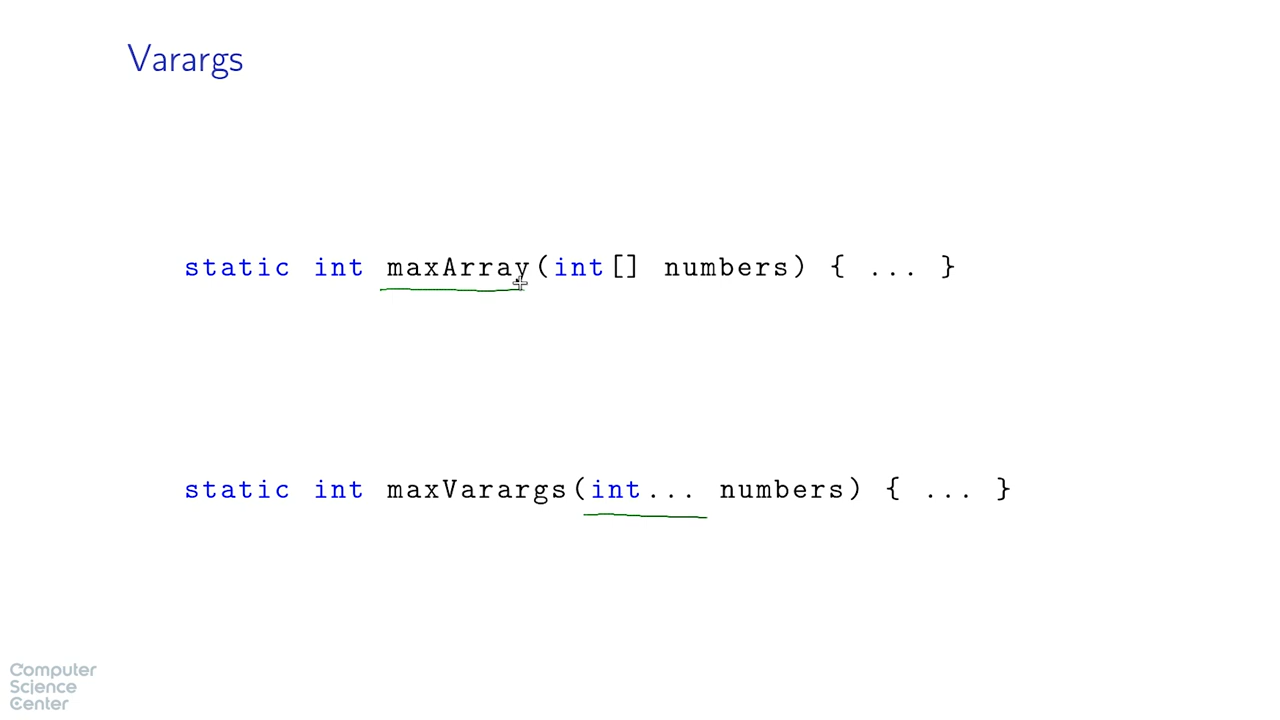 Varargs
static int maxArray(int[] numbers) { ... }
static int maxVarargs(int... numbers) { ... }
Computer
Science
Center